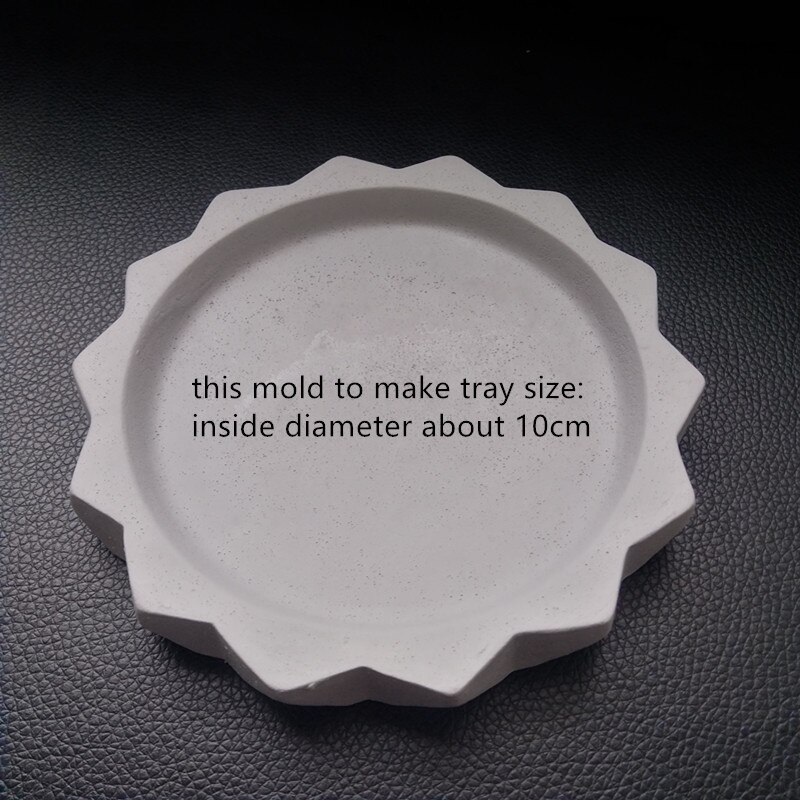 this mold to make tray size:
inside diameter about 10cm